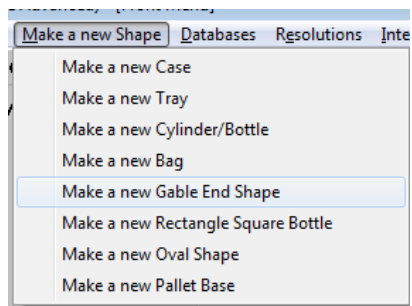 Make a new Shape Databases Resolutions Inte
Make a new Case
Make a new Tray
Make a new Cylinder/Bottle
Make a new Bag
Make a new Gable End Shape
Make a new Rectangle Square Bottle
Make a new Oval Shape
Make a new Pallet Base